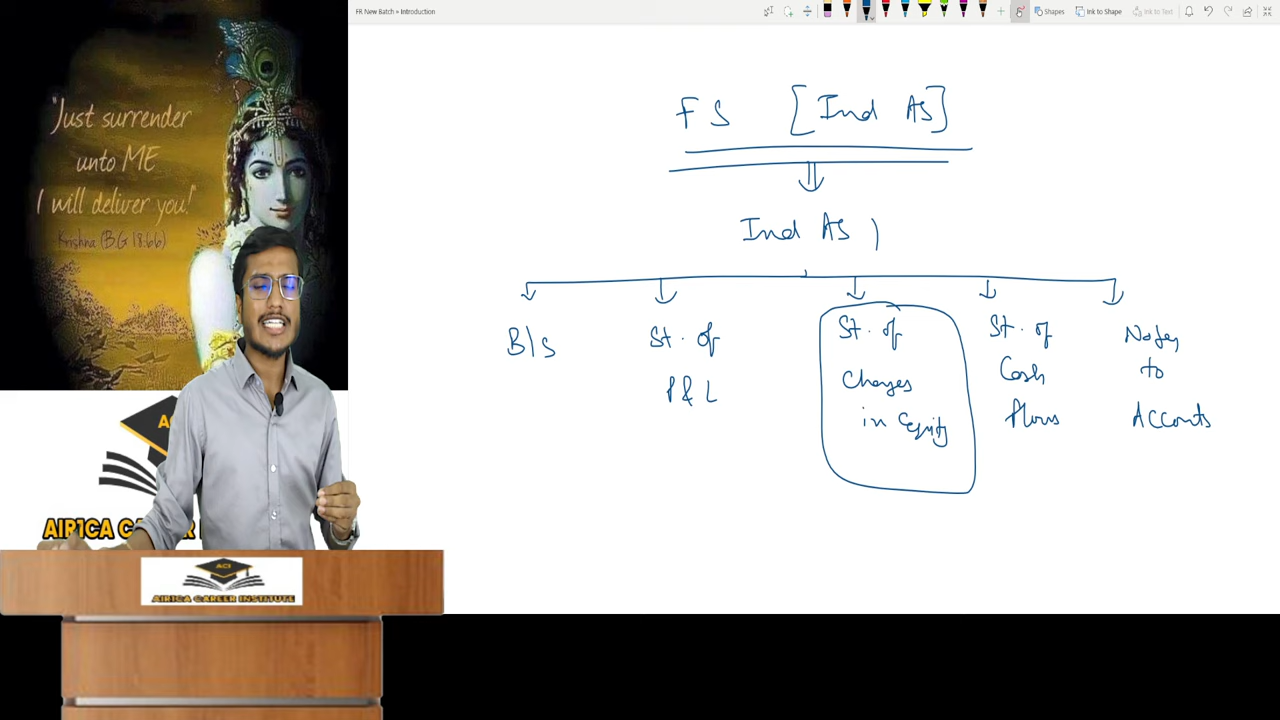 FR New Batch » Introduction
Shapes
Ink to Shape
Ink to Text
"Just surrender
unto ME
I will deliver you!"
Krishna (B.G 18:66)
FS [Ind AS]
Ind AS 1
B/S
St. of
P & L
St. of
Changes
in Equity
St. of
Cash
Flows
Notes
to
Accounts
ACI
AIR1CA CAREER INSTITUTE